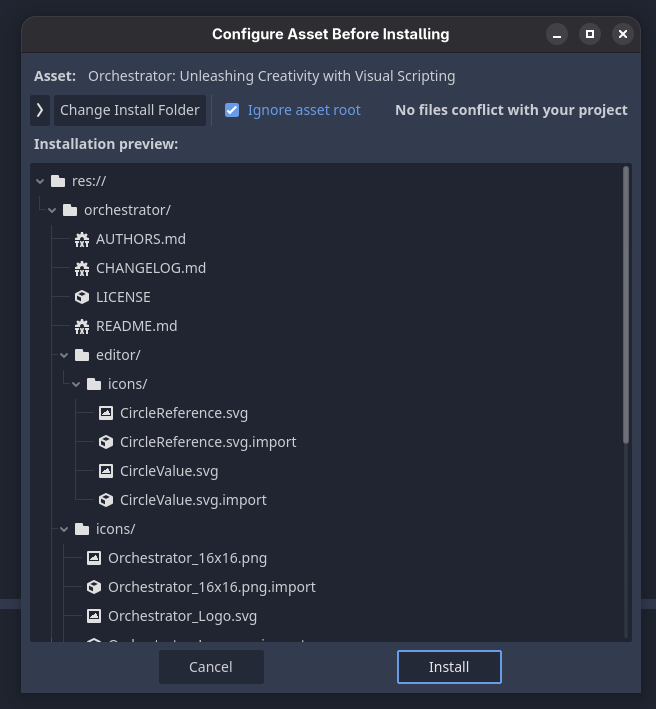 Configure Asset Before Installing
Asset: Orchestrator: Unleashing Creativity with Visual Scripting
Change Install Folder Ignore asset root No files conflict with your project
Installation preview:
res://
orchestrator/
AUTHORS.md
CHANGELOG.md
LICENSE
README.md
editor/
icons/
CircleReference.svg
CircleReference.svg.import
CircleValue.svg
CircleValue.svg.import
icons/
Orchestrator_16x16.png
Orchestrator_16x16.png.import
Orchestrator_Logo.svg
Cancel Install